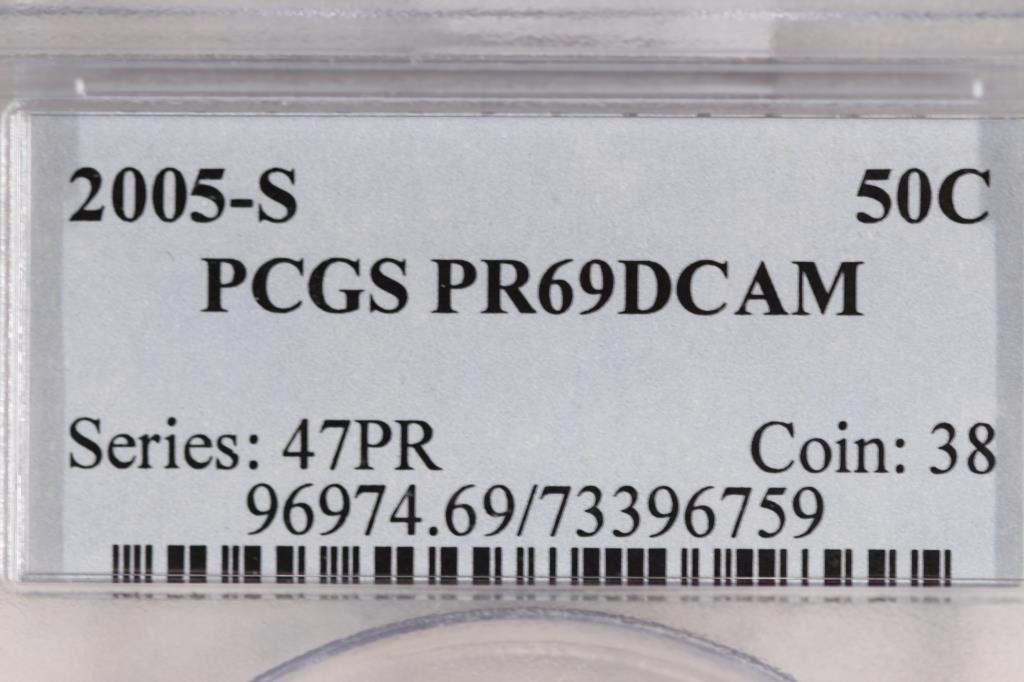 2005-S 50C
PCGS PR69DCAM
Series: 47PR Coin: 38
96974.69/73396759